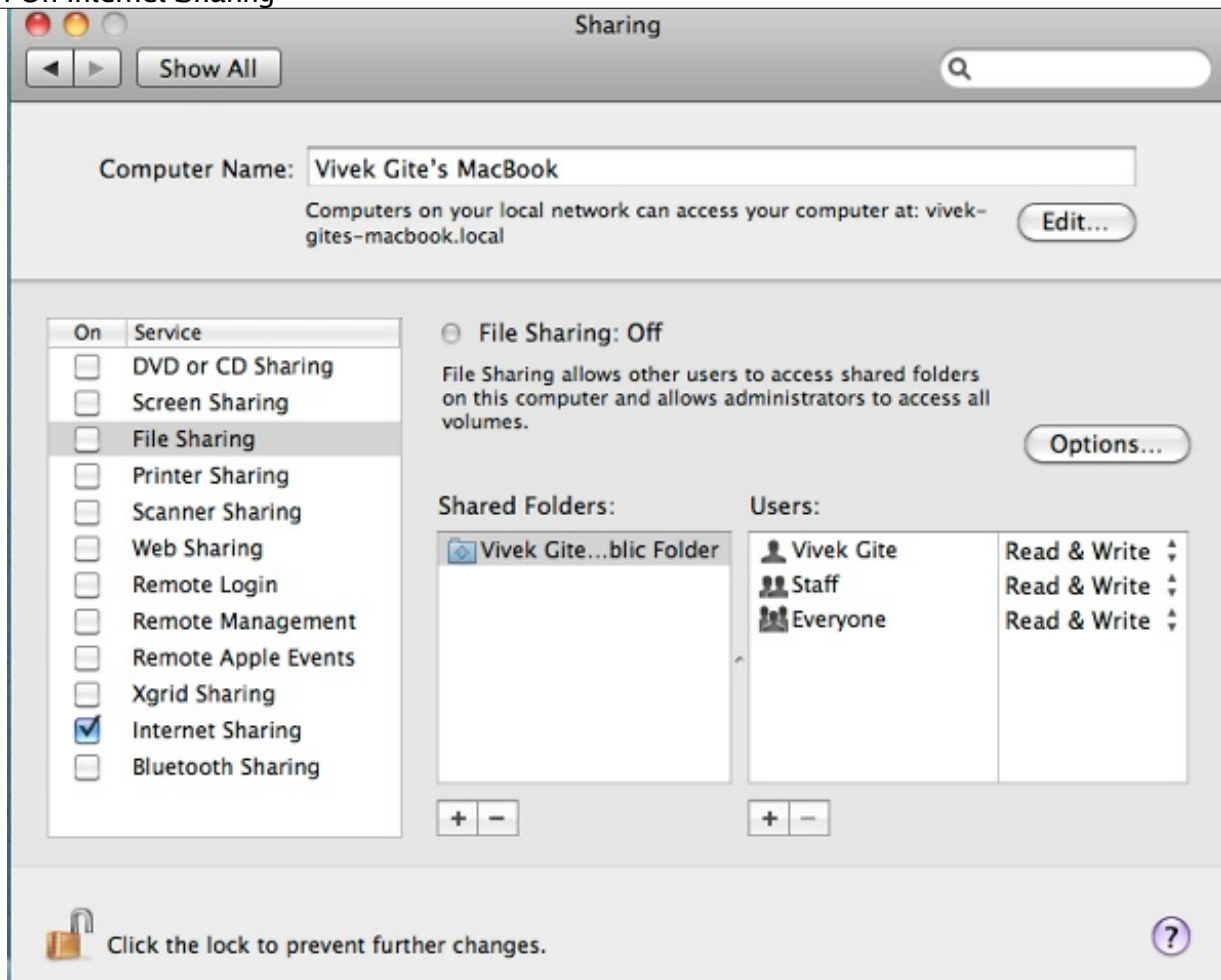 On Internet Sharing
Sharing
Show All
Computer Name: Vivek Gite's MacBook
Computers on your local network can access your computer at: vivek-
gites-macbook.local
Edit...
On Service
DVD or CD Sharing
Screen Sharing
File Sharing
Printer Sharing
Scanner Sharing
Web Sharing
Remote Login
Remote Management
Remote Apple Events
Xgrid Sharing
Internet Sharing
Bluetooth Sharing
File Sharing: Off
File Sharing allows other users to access shared folders
on this computer and allows administrators to access all
volumes.
Options...
Shared Folders:
Vivek Gite...blic Folder
Users:
Vivek Gite Read & Write
Staff Read & Write
Everyone Read & Write
+ −
+ −
Click the lock to prevent further changes.
?